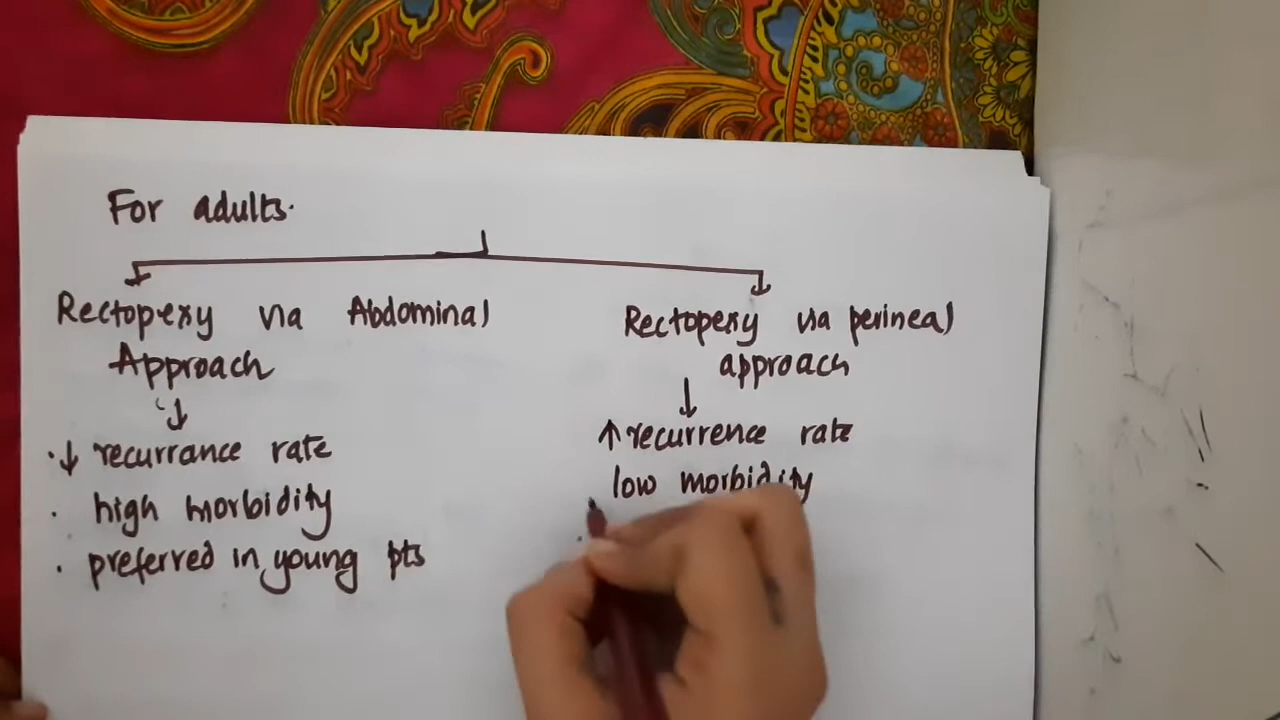 For adults.
Rectopexy via Abdominal
Approach
· ↓ recurrance rate
· high morbidity
· preferred in young pts
Rectopexy via perineal
approach
↑ recurrence rate
low morbidity